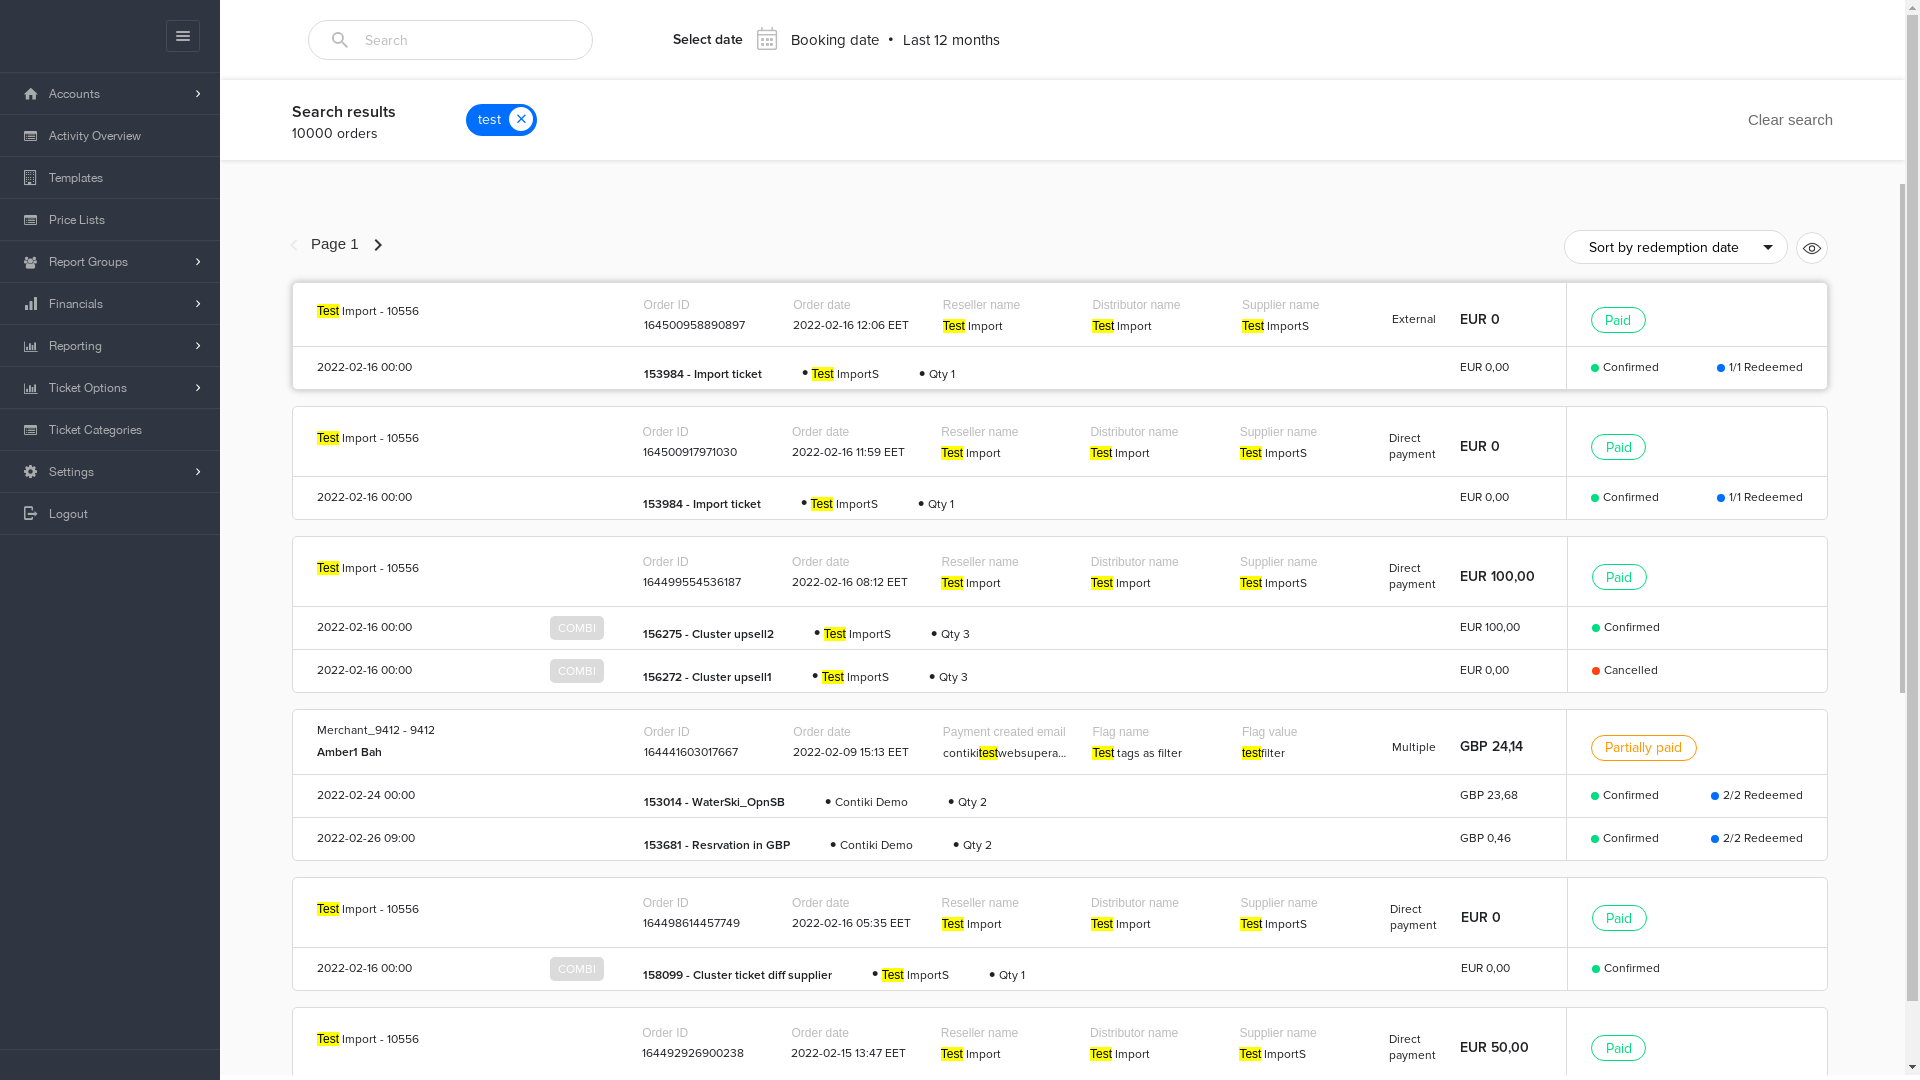 Search
Select date
Booking date • Last 12 months
Accounts
Activity Overview
Templates
Price Lists
Report Groups
Financials
Reporting
Ticket Options
Ticket Categories
Settings
Logout
Search results
10000 orders
test
Clear search
Page 1
Sort by redemption date
Test Import - 10556
Order ID
164500958890897
Order date
2022-02-16 12:06 EET
Reseller name
Test Import
Distributor name
Test Import
Supplier name
Test ImportS
External
EUR 0
Paid
2022-02-16 00:00
153984 - Import ticket
• Test ImportS
• Qty 1
EUR 0,00
Confirmed
1/1 Redeemed
Test Import - 10556
Order ID
164500917971030
Order date
2022-02-16 11:59 EET
Reseller name
Test Import
Distributor name
Test Import
Supplier name
Test ImportS
Direct
payment
EUR 0
Paid
2022-02-16 00:00
153984 - Import ticket
• Test ImportS
• Qty 1
EUR 0,00
Confirmed
1/1 Redeemed
Test Import - 10556
Order ID
164499554536187
Order date
2022-02-16 08:12 EET
Reseller name
Test Import
Distributor name
Test Import
Supplier name
Test ImportS
Direct
payment
EUR 100,00
Paid
2022-02-16 00:00
COMBI
156275 - Cluster upsell2
• Test ImportS
• Qty 3
EUR 100,00
Confirmed
2022-02-16 00:00
COMBI
156272 - Cluster upsell1
• Test ImportS
• Qty 3
EUR 0,00
Cancelled
Merchant_9412 - 9412
Amber1 Bah
Order ID
164441603017667
Order date
2022-02-09 15:13 EET
Payment created email
contikitestwebsupera...
Flag name
Test tags as filter
Flag value
testfilter
Multiple
GBP 24,14
Partially paid
2022-02-24 00:00
153014 - WaterSki_OpnSB
• Contiki Demo
• Qty 2
GBP 23,68
Confirmed
2/2 Redeemed
2022-02-26 09:00
153681 - Resrvation in GBP
• Contiki Demo
• Qty 2
GBP 0,46
Confirmed
2/2 Redeemed
Test Import - 10556
Order ID
164498614457749
Order date
2022-02-16 05:35 EET
Reseller name
Test Import
Distributor name
Test Import
Supplier name
Test ImportS
Direct
payment
EUR 0
Paid
2022-02-16 00:00
COMBI
158099 - Cluster ticket diff supplier
• Test ImportS
• Qty 1
EUR 0,00
Confirmed
Test Import - 10556
Order ID
164492926900238
Order date
2022-02-15 13:47 EET
Reseller name
Test Import
Distributor name
Test Import
Supplier name
Test ImportS
Direct
payment
EUR 50,00
Paid